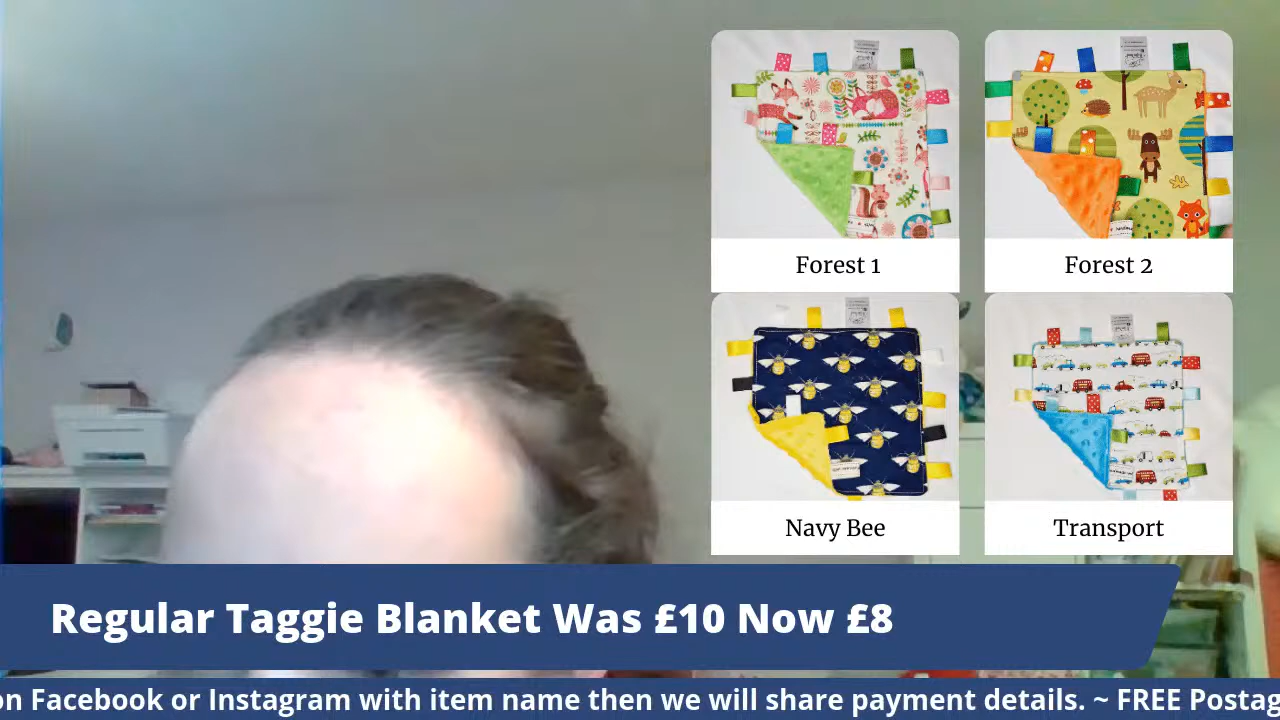 Forest 1
Forest 2
Navy Bee
Transport
Regular Taggie Blanket Was £10 Now £8
on Facebook or Instagram with item name then we will share payment details. ~ FREE